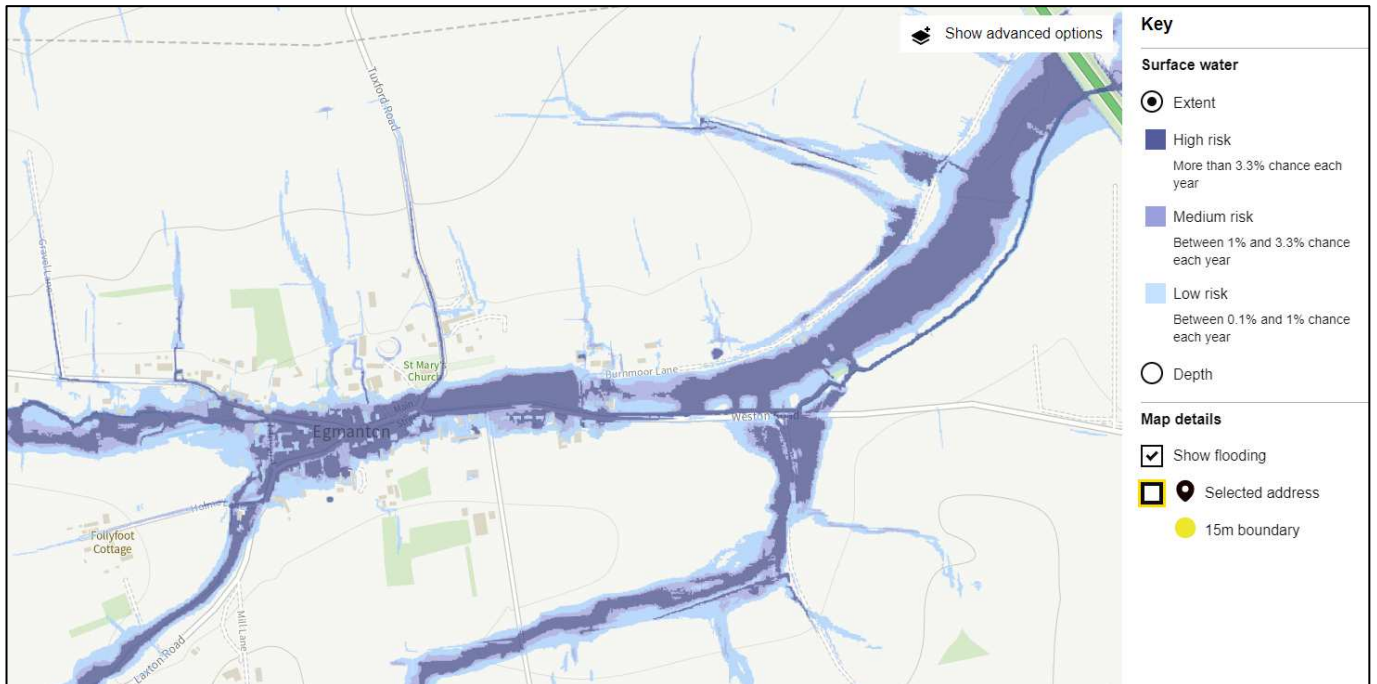 Show advanced options
Tuxford Road
Gravel Lane
St Mary's
Church
Burnmoor Lane
Main
Street
Egmanton
Weston Road
Holme
Follyfoot
Cottage
Mill Lane
Laxton Road
Key
Surface water
Extent
High risk
More than 3.3% chance each
year
Medium risk
Between 1% and 3.3% chance
each year
Low risk
Between 0.1% and 1% chance
each year
Depth
Map details
Show flooding
Selected address
15m boundary